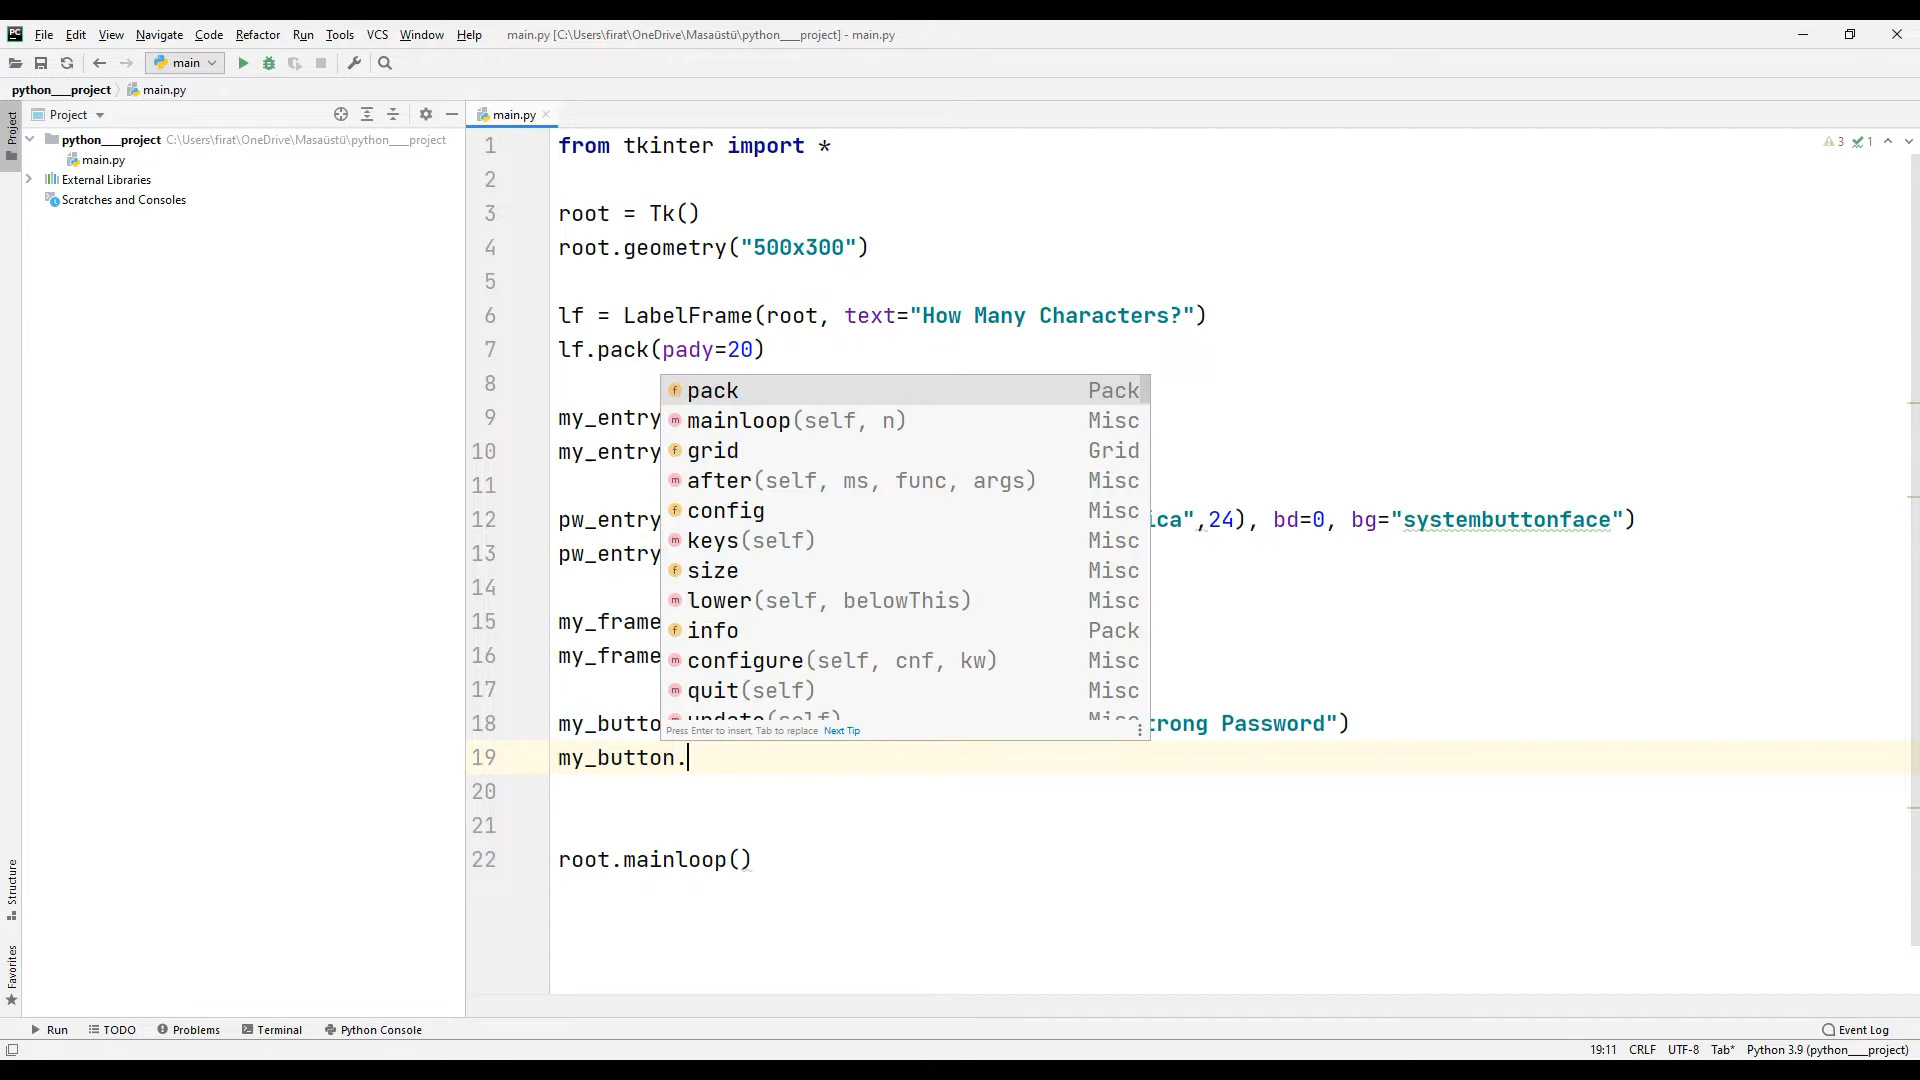 File Edit View Navigate Code Refactor Run Tools VCS Window Help main.py [C:\Users\firat\OneDrive\Masaüstü\python___project] - main.py
main
python___project main.py
Project
main.py
python___project C:\Users\firat\OneDrive\Masaüstü\python___project
main.py
External Libraries
Scratches and Consoles
Project
Structure
Favorites
3 1
1 from tkinter import *
2
3 root = Tk()
4 root.geometry("500x300")
5
6 lf = LabelFrame(root, text="How Many Characters?")
7 lf.pack(pady=20)
8
9 my_entry
10 my_entry
11
12 pw_entry ica",24), bd=0, bg="systembuttonface")
13 pw_entry
14
15 my_frame
16 my_frame
17
18 my_butto trong Password")
19 my_button.
20
21
22 root.mainloop()
pack Pack
mainloop(self, n) Misc
grid Grid
after(self, ms, func, args) Misc
config Misc
keys(self) Misc
size Misc
lower(self, belowThis) Misc
info Pack
configure(self, cnf, kw) Misc
quit(self) Misc
update(self) Misc
Press Enter to insert, Tab to replace Next Tip
Run TODO Problems Terminal Python Console Event Log
19:11 CRLF UTF-8 Tab* Python 3.9 (python___project)